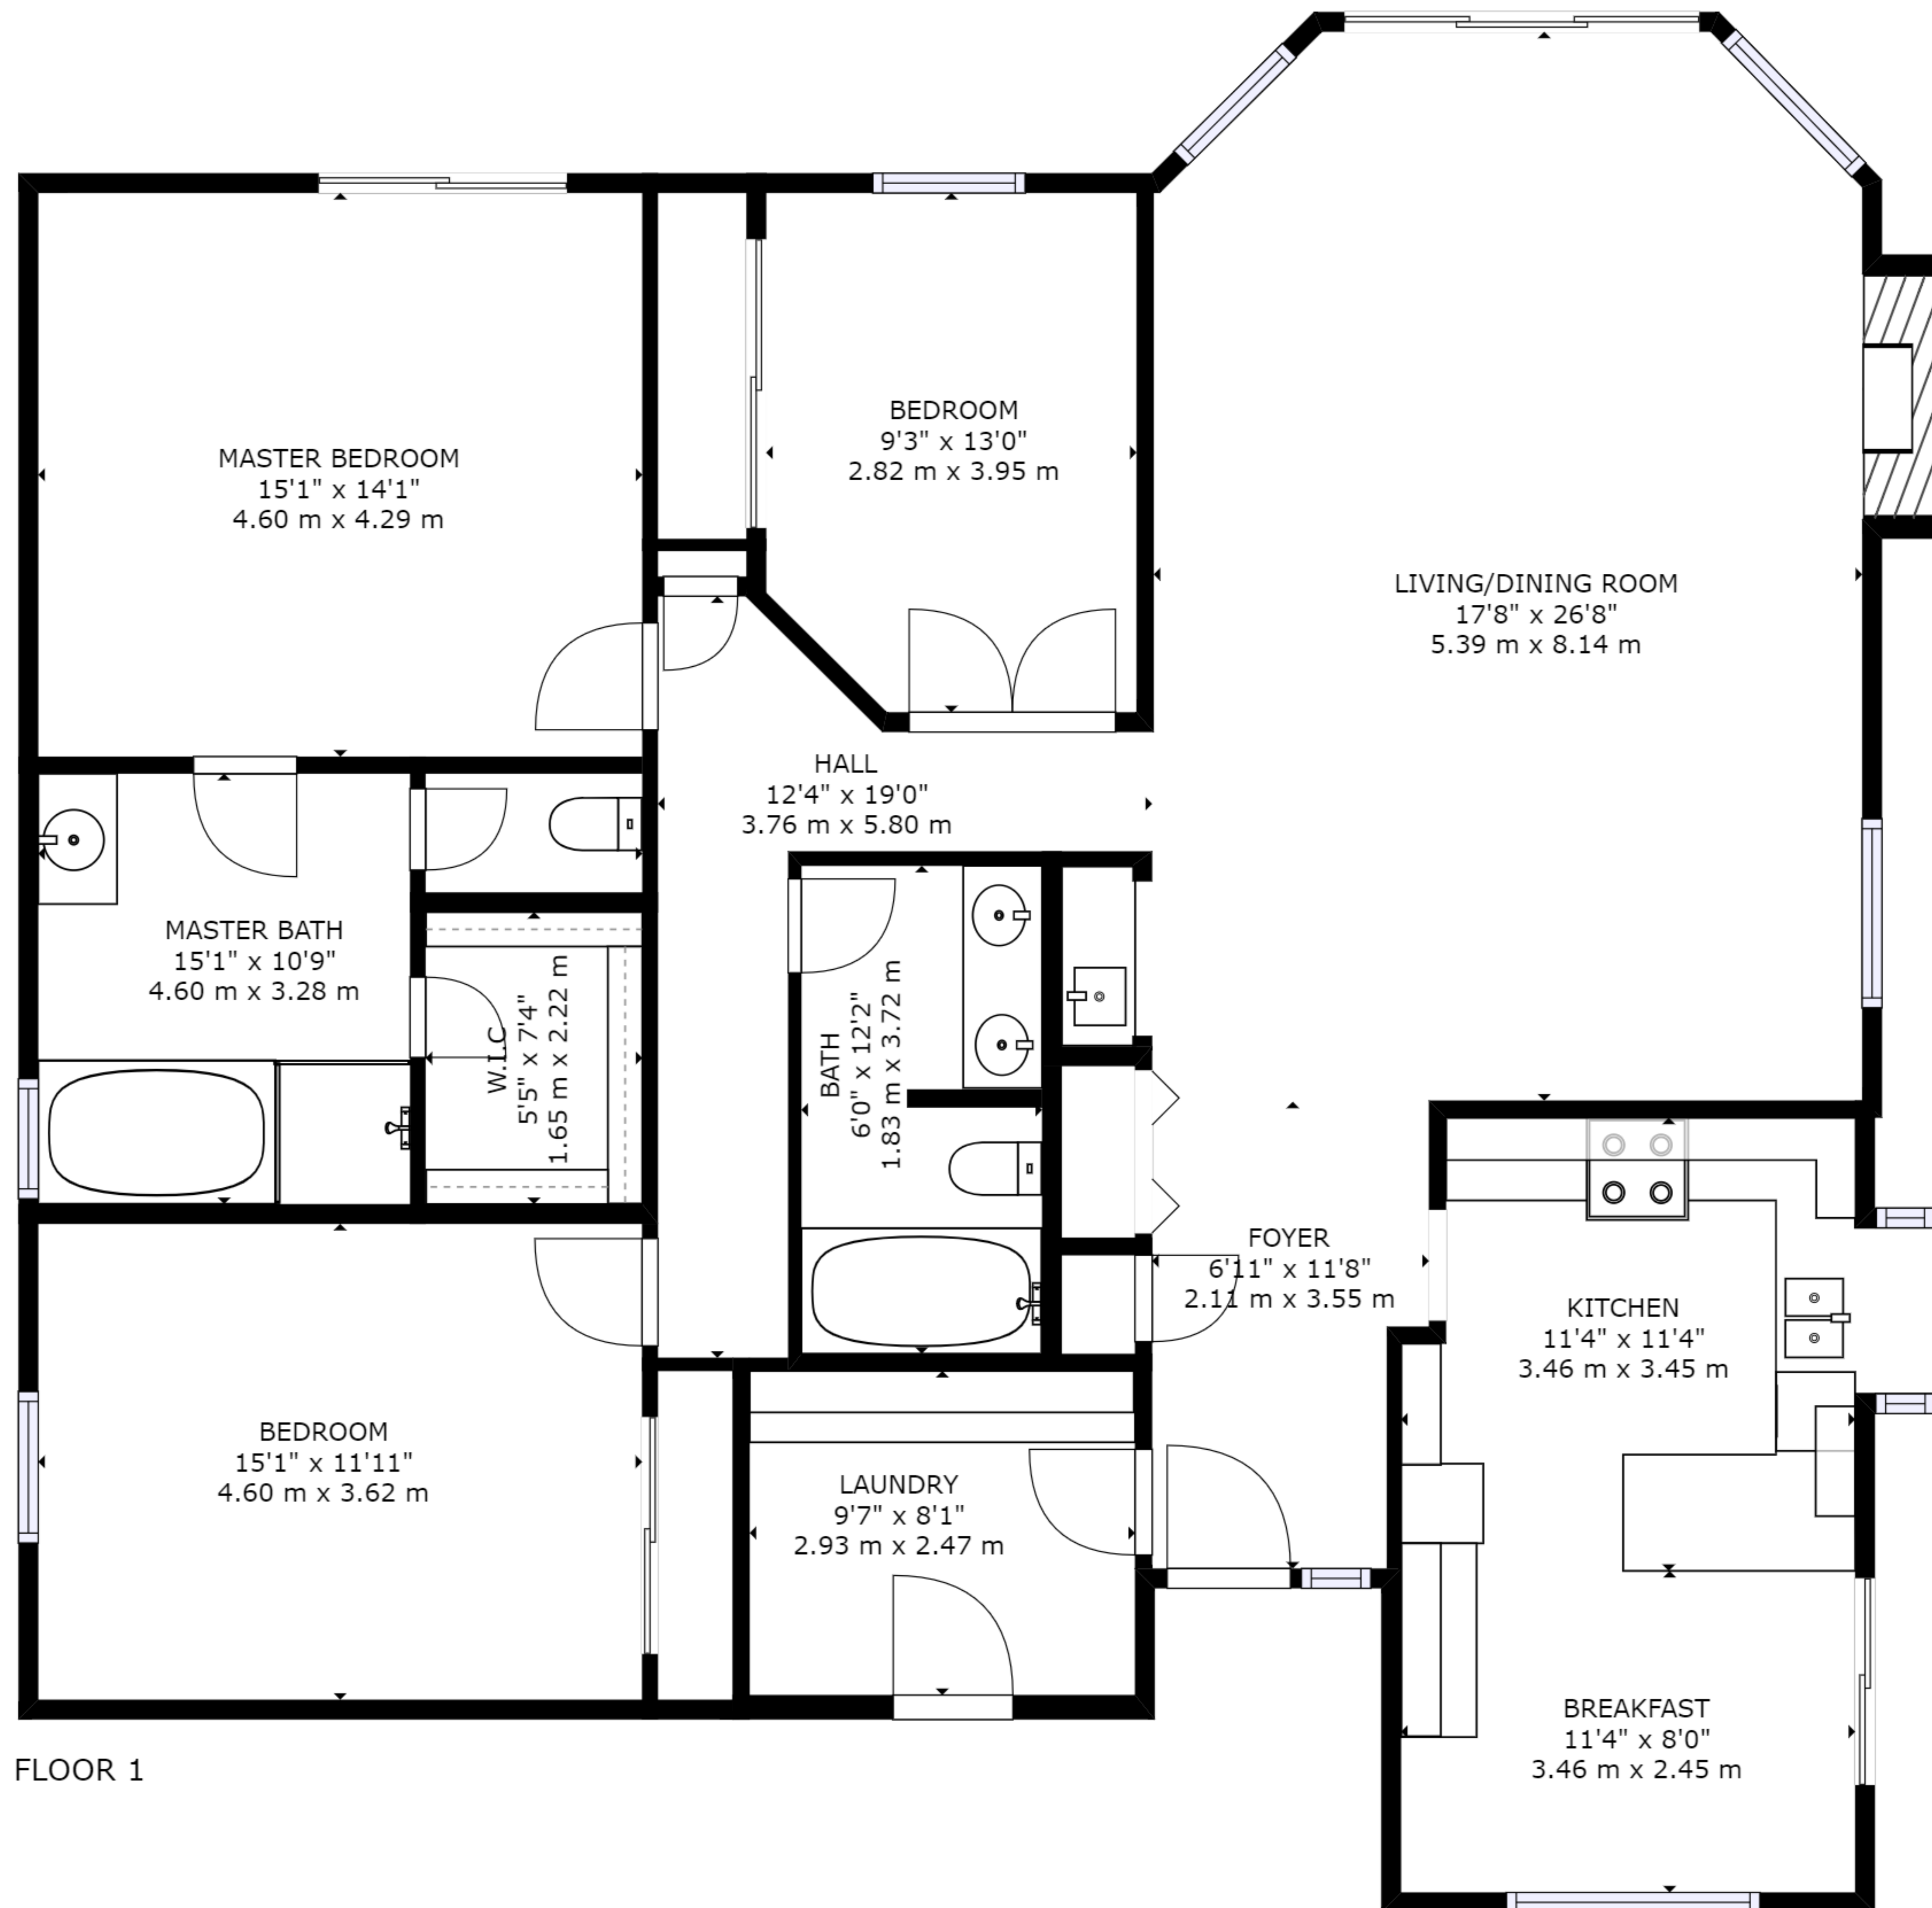 MASTER BEDROOM
15'1" x 14'1"
4.60 m x 4.29 m
BEDROOM
9'3" x 13'0"
2.82 m x 3.95 m
LIVING/DINING ROOM
17'8" x 26'8"
5.39 m x 8.14 m
HALL
12'4" x 19'0"
3.76 m x 5.80 m
MASTER BATH
15'1" x 10'9"
4.60 m x 3.28 m
W.I.C
5'5" x 7'4"
1.65 m x 2.22 m
BATH
6'0" x 12'2"
1.83 m x 3.72 m
FOYER
6'11" x 11'8"
2.11 m x 3.55 m
KITCHEN
11'4" x 11'4"
3.46 m x 3.45 m
BEDROOM
15'1" x 11'11"
4.60 m x 3.62 m
LAUNDRY
9'7" x 8'1"
2.93 m x 2.47 m
BREAKFAST
11'4" x 8'0"
3.46 m x 2.45 m
FLOOR 1